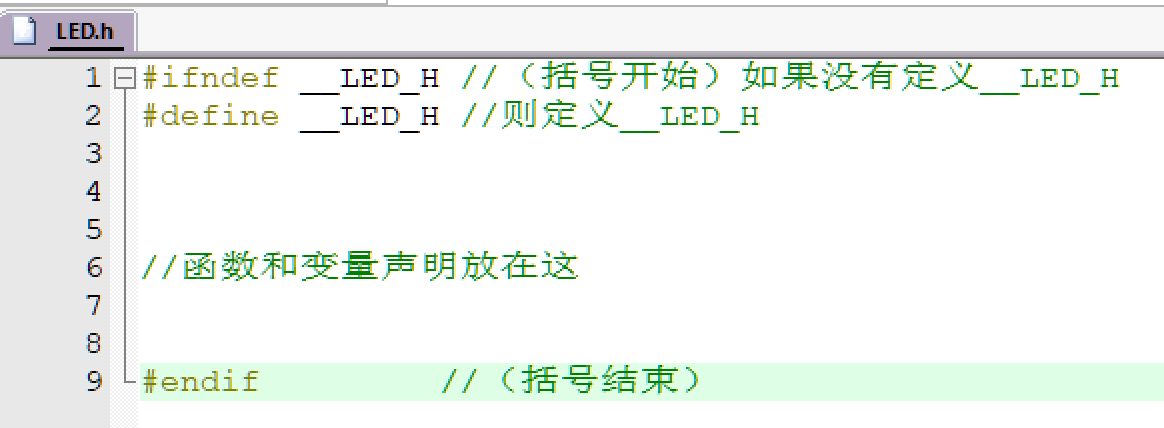 LED.h
1 #ifndef __LED_H //（括号开始）如果没有定义__LED_H
2 #define __LED_H //则定义__LED_H
3
4
5
6 //函数和变量声明放在这
7
8
9 #endif //（括号结束）